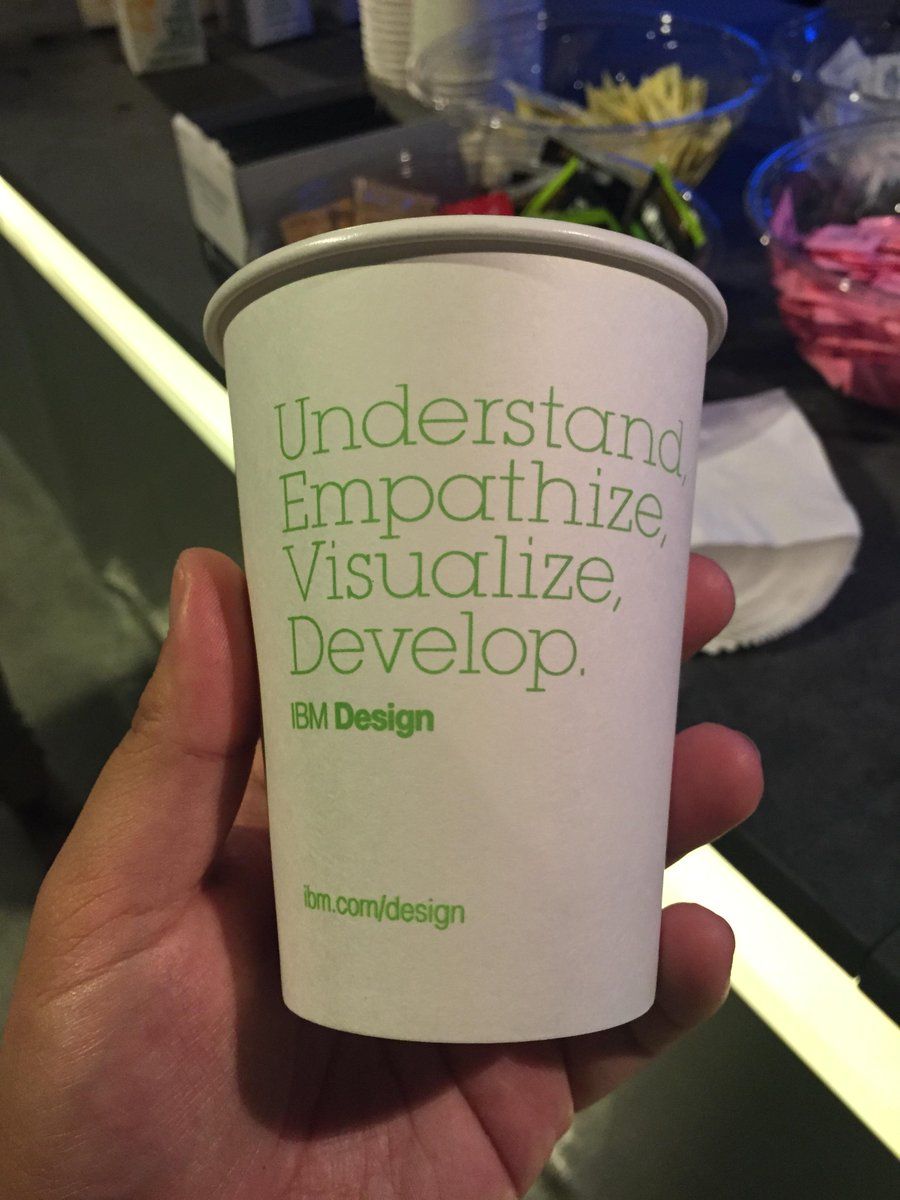 Understand,
Empathize,
Visualize,
Develop.
IBM Design
ibm.com/design